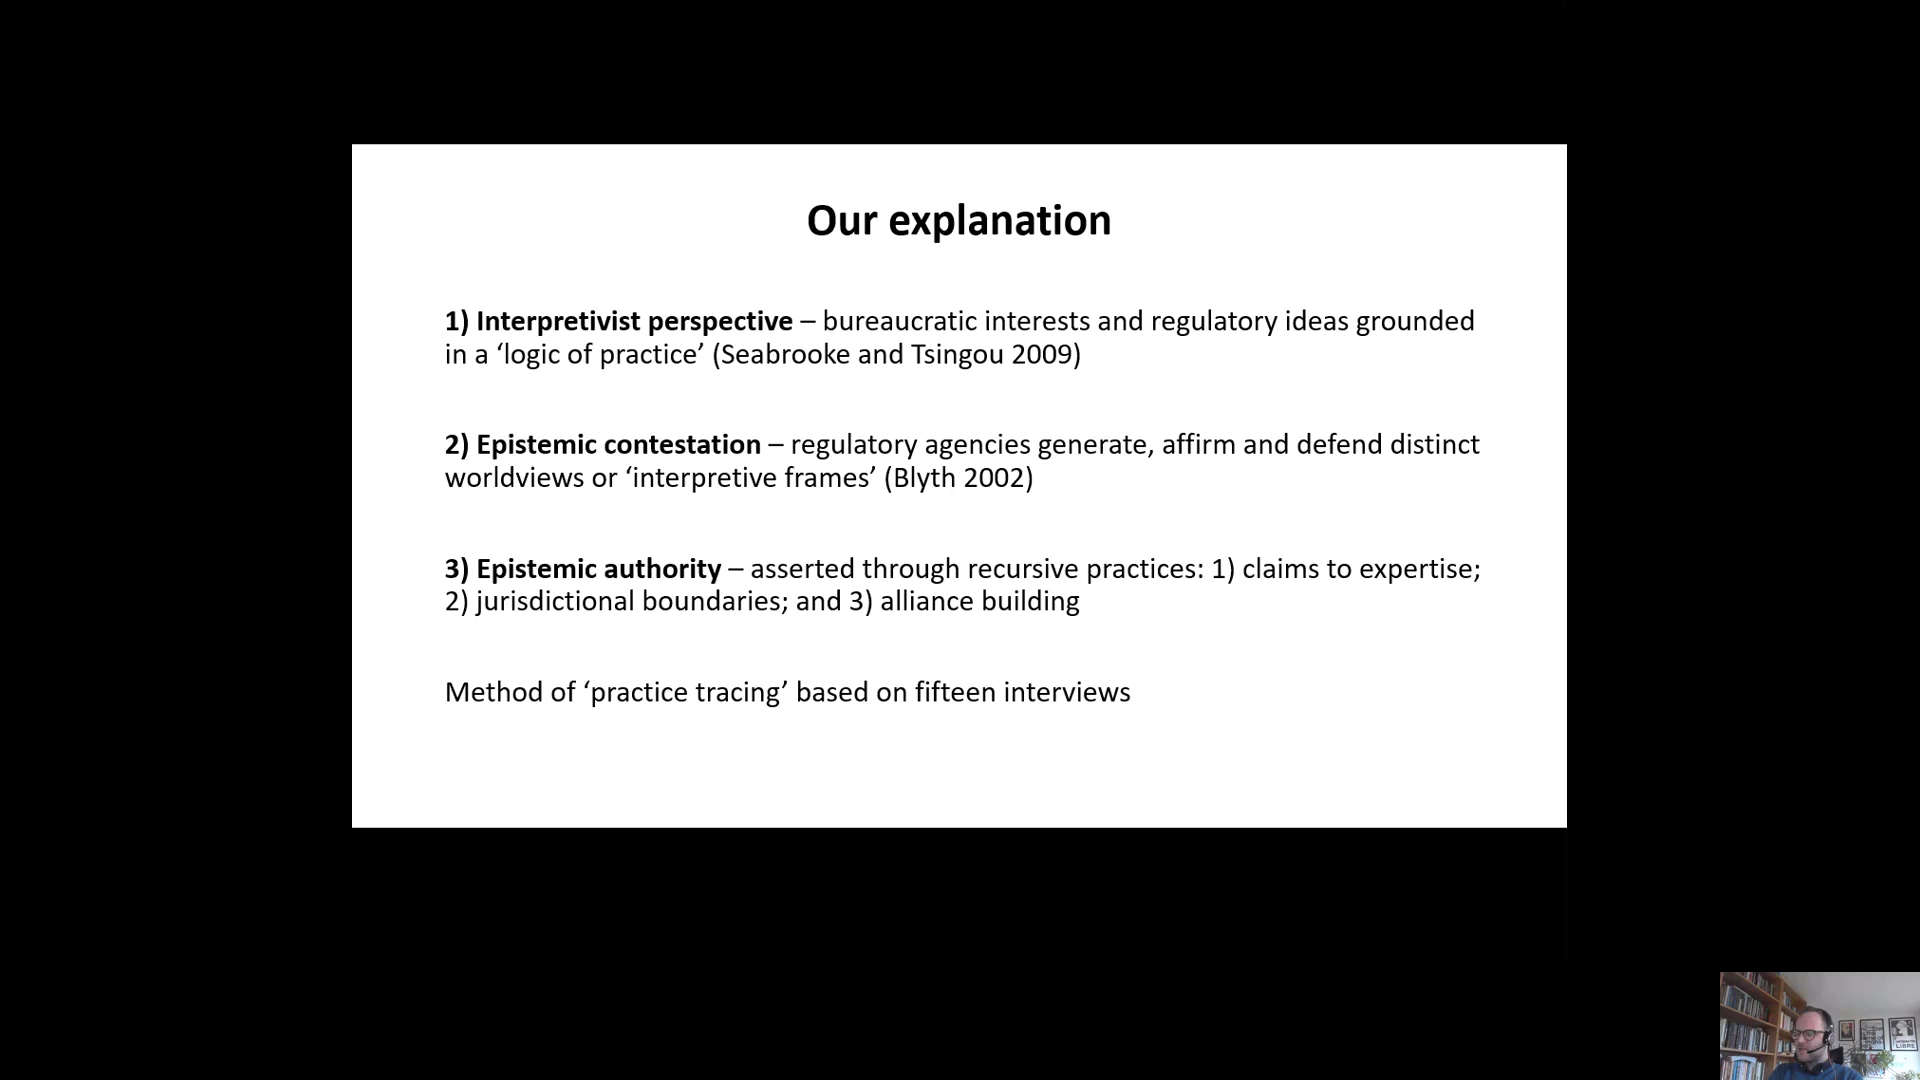 Our explanation
1) Interpretivist perspective – bureaucratic interests and regulatory ideas grounded
in a ‘logic of practice’ (Seabrooke and Tsingou 2009)
2) Epistemic contestation – regulatory agencies generate, affirm and defend distinct
worldviews or ‘interpretive frames’ (Blyth 2002)
3) Epistemic authority – asserted through recursive practices: 1) claims to expertise;
2) jurisdictional boundaries; and 3) alliance building
Method of ‘practice tracing’ based on fifteen interviews
LIBRE